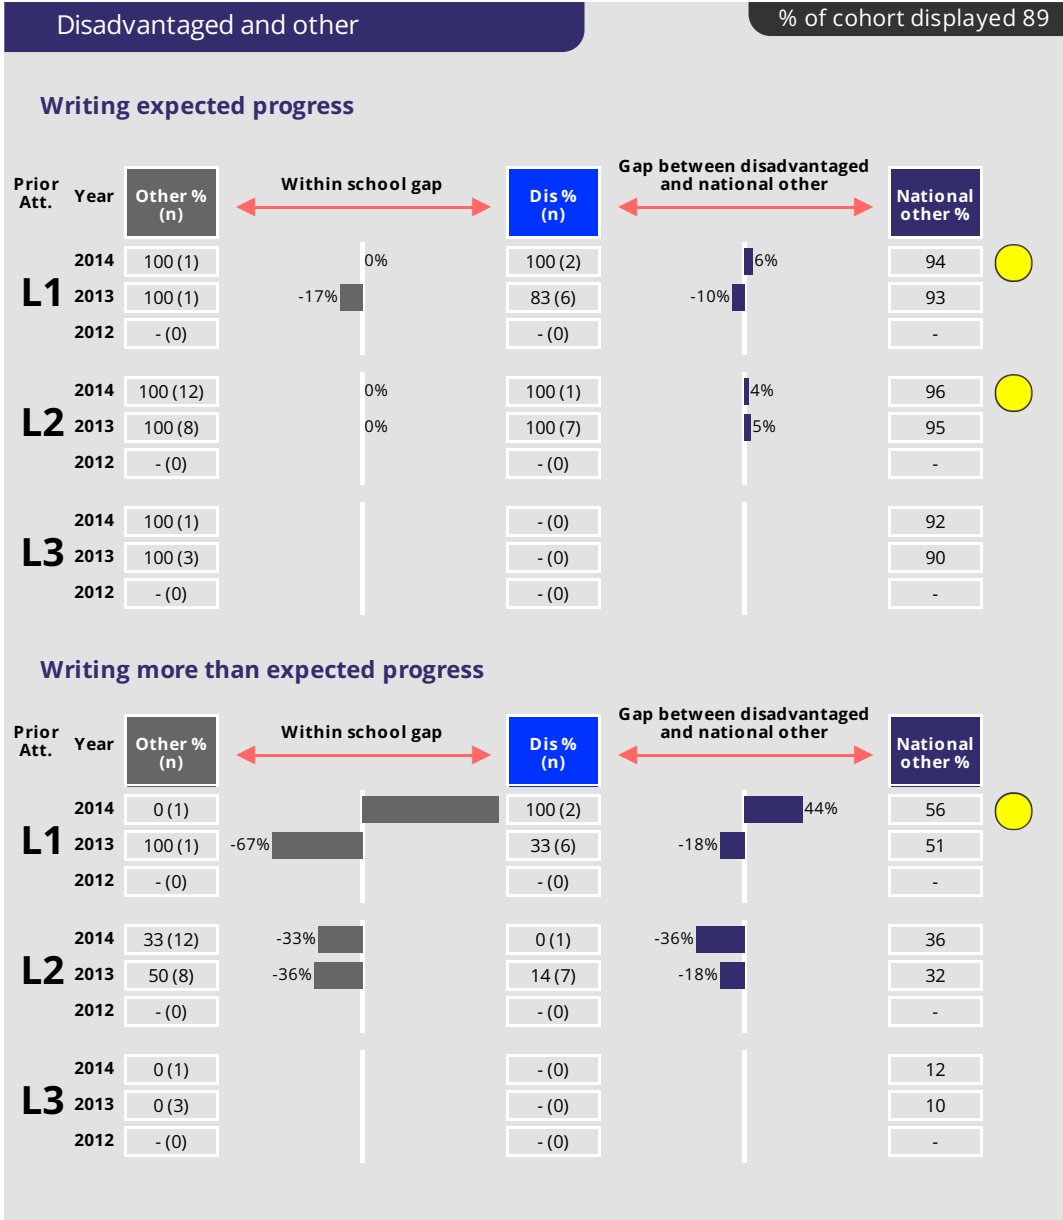 Disadvantaged and other
% of cohort displayed 89
Writing expected progress
Prior Att.
Year
Other % (n)
Within school gap
Dis % (n)
Gap between disadvantaged
and national other
National other %
L1
2014 100 (1) 0% 100 (2) 6% 94
2013 100 (1) -17% 83 (6) -10% 93
2012 - (0) - (0) -
L2
2014 100 (12) 0% 100 (1) 4% 96
2013 100 (8) 0% 100 (7) 5% 95
2012 - (0) - (0) -
L3
2014 100 (1) - (0) 92
2013 100 (3) - (0) 90
2012 - (0) - (0) -
Writing more than expected progress
Prior Att.
Year
Other % (n)
Within school gap
Dis % (n)
Gap between disadvantaged
and national other
National other %
L1
2014 0 (1) 100 (2) 44% 56
2013 100 (1) -67% 33 (6) -18% 51
2012 - (0) - (0) -
L2
2014 33 (12) -33% 0 (1) -36% 36
2013 50 (8) -36% 14 (7) -18% 32
2012 - (0) - (0) -
L3
2014 0 (1) - (0) 12
2013 0 (3) - (0) 10
2012 - (0) - (0) -